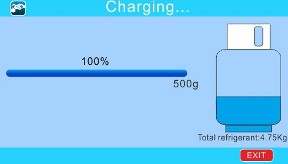 Charging...
100%
500g
Total refrigerant:4.75Kg
EXIT